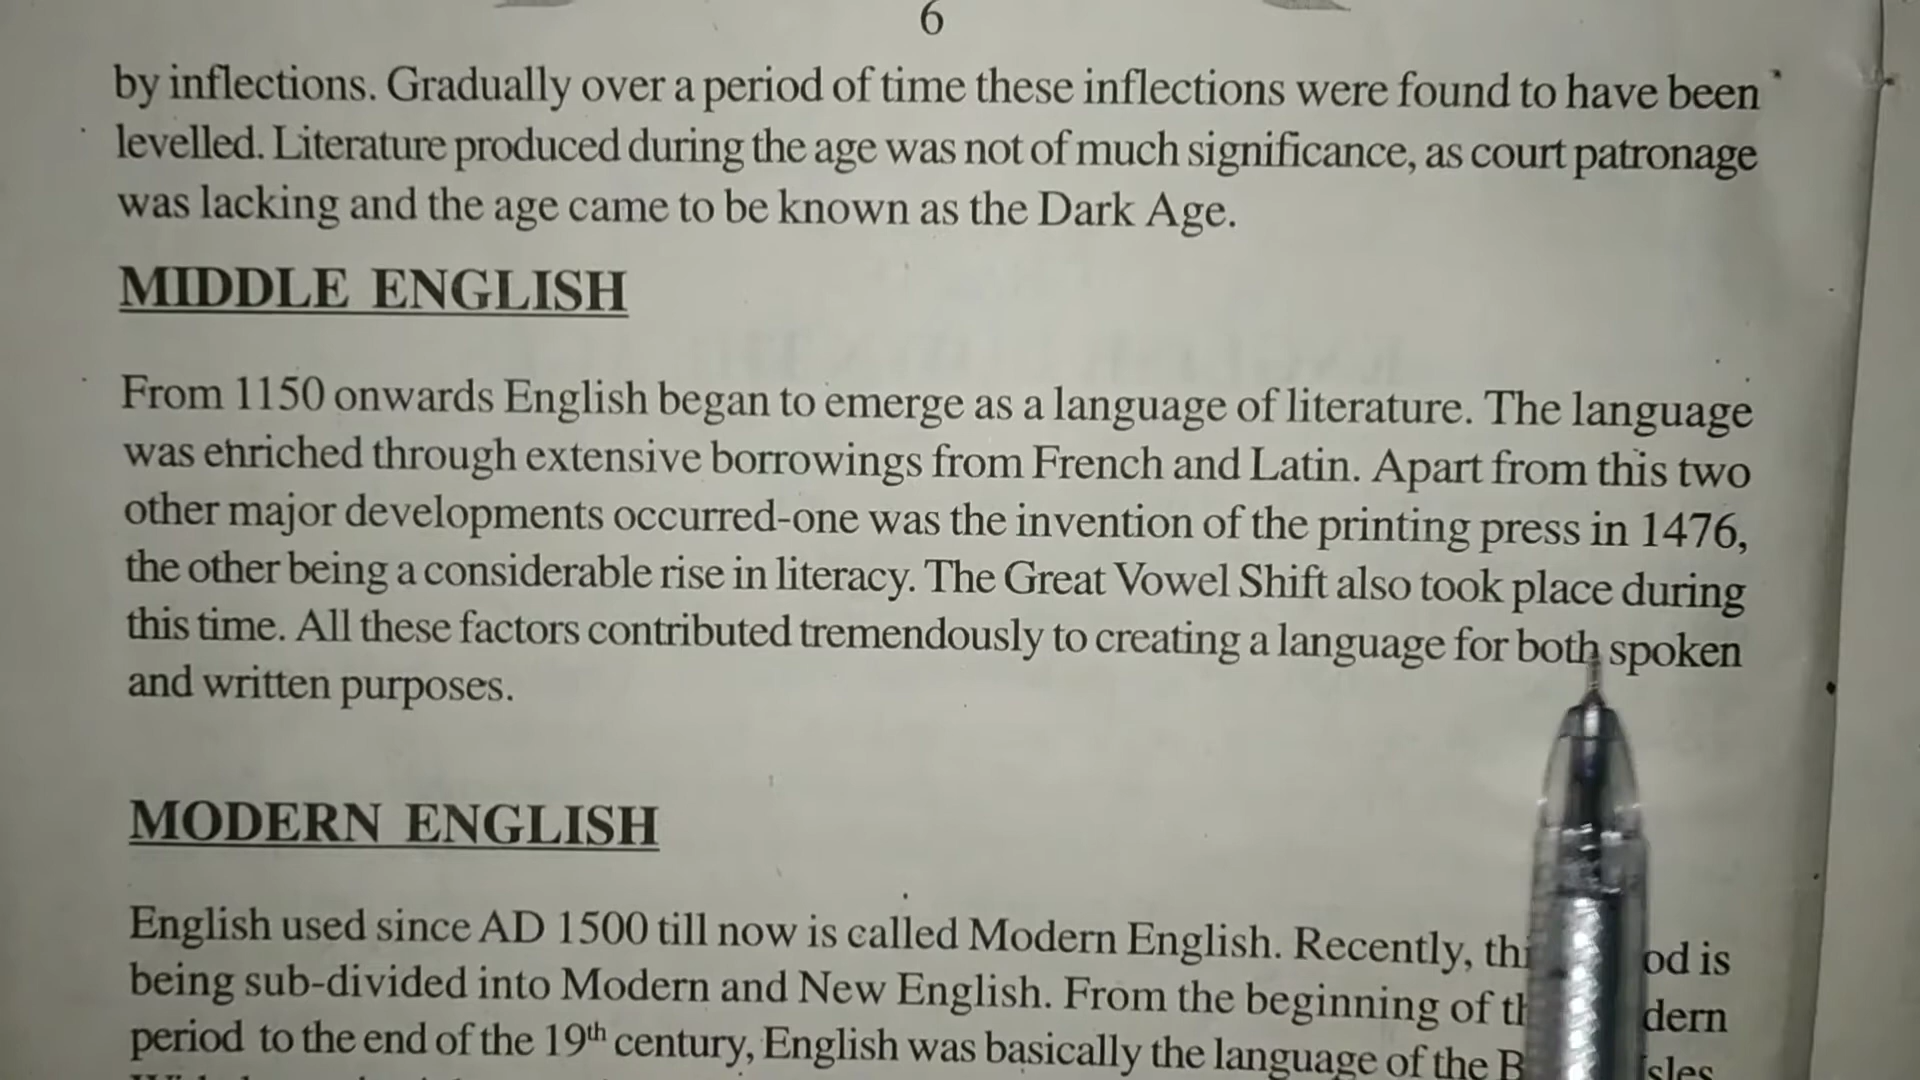 6
by inflections. Gradually over a period of time these inflections were found to have been
levelled. Literature produced during the age was not of much significance, as court patronage
was lacking and the age came to be known as the Dark Age.
MIDDLE ENGLISH
From 1150 onwards English began to emerge as a language of literature. The language
was enriched through extensive borrowings from French and Latin. Apart from this two
other major developments occurred-one was the invention of the printing press in 1476,
the other being a considerable rise in literacy. The Great Vowel Shift also took place during
this time. All these factors contributed tremendously to creating a language for both spoken
and written purposes.
MODERN ENGLISH
English used since AD 1500 till now is called Modern English. Recently, thi od is
being sub-divided into Modern and New English. From the beginning of th dern
period to the end of the 19th century, English was basically the language of the B sles